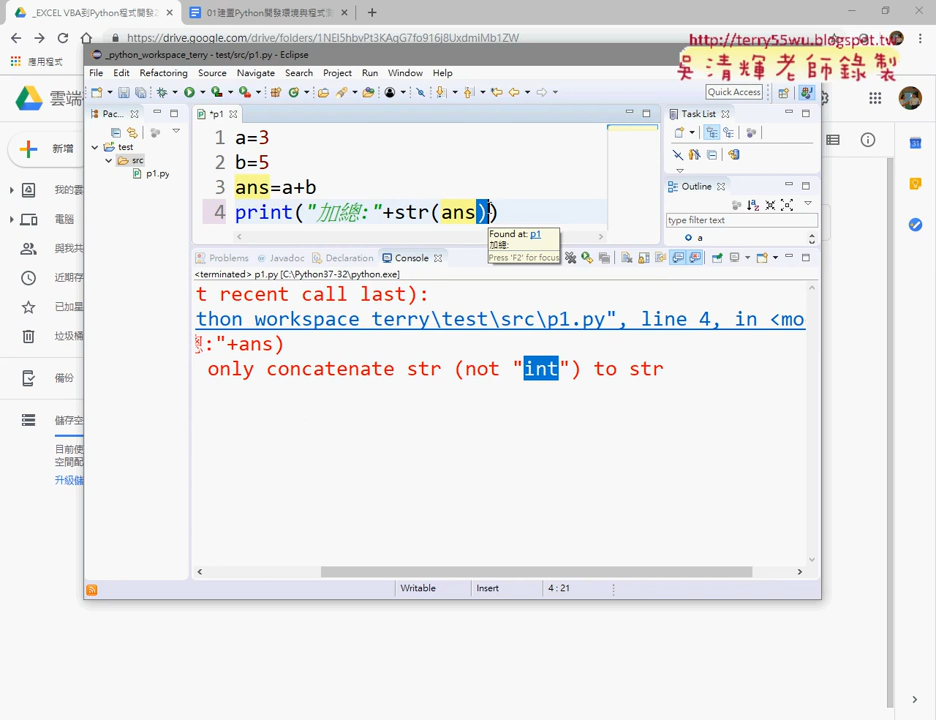 _EXCEL VBA到Python程式開發
01建置Python開發環境與程式
https://drive.google.com/drive/folders/1NEI5hbvPt3KAqG7fo916j8UxdmiMb1ZW
http://terry55wu.blogspot.tw
吳清輝老師錄製
應用程式
雲端
新增
我的雲
電腦
與我共
近期存
已加星
垃圾桶
備份
儲存空
目前使
空間配
升級儲
_python_workspace_terry - test/src/p1.py - Eclipse
File Edit Refactoring Source Navigate Search Project Run Window Help
Quick Access
Pac...
test
src
p1.py
*p1
1 a=3
2 b=5
3 ans=a+b
4 print("加總:"+str(ans))
Found at: p1
加總:
Press 'F2' for focus
Task List
Outline
type filter text
a
Problems Javadoc Declaration Console
<terminated> p1.py [C:\Python37-32\python.exe]
t recent call last):
thon workspace terry\test\src\p1.py", line 4, in <mo
:"+ans)
only concatenate str (not "int") to str
Writable Insert 4 : 21